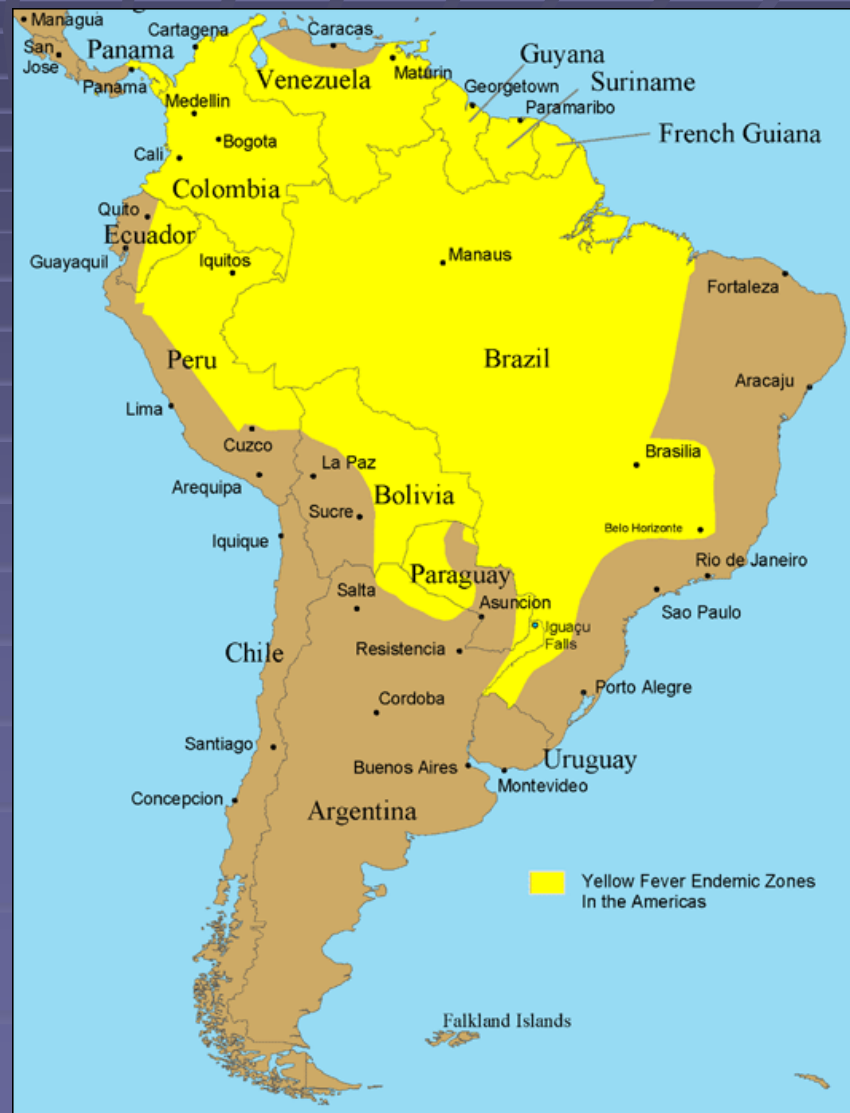 Managua
San
Jose
Panama
Panama
Cartagena
Caracas
Venezuela
Maturin
Guyana
Georgetown
Suriname
Paramaribo
French Guiana
Medellin
Bogota
Cali
Colombia
Quito
Ecuador
Guayaquil
Iquitos
Manaus
Fortaleza
Peru
Brazil
Aracaju
Lima
Cuzco
La Paz
Brasilia
Arequipa
Bolivia
Sucre
Belo Horizonte
Iquique
Rio de Janeiro
Paraguay
Salta
Asuncion
Sao Paulo
Iguaçu
Falls
Resistencia
Chile
Porto Alegre
Cordoba
Santiago
Uruguay
Buenos Aires
Montevideo
Concepcion
Argentina
Yellow Fever Endemic Zones
In the Americas
Falkland Islands